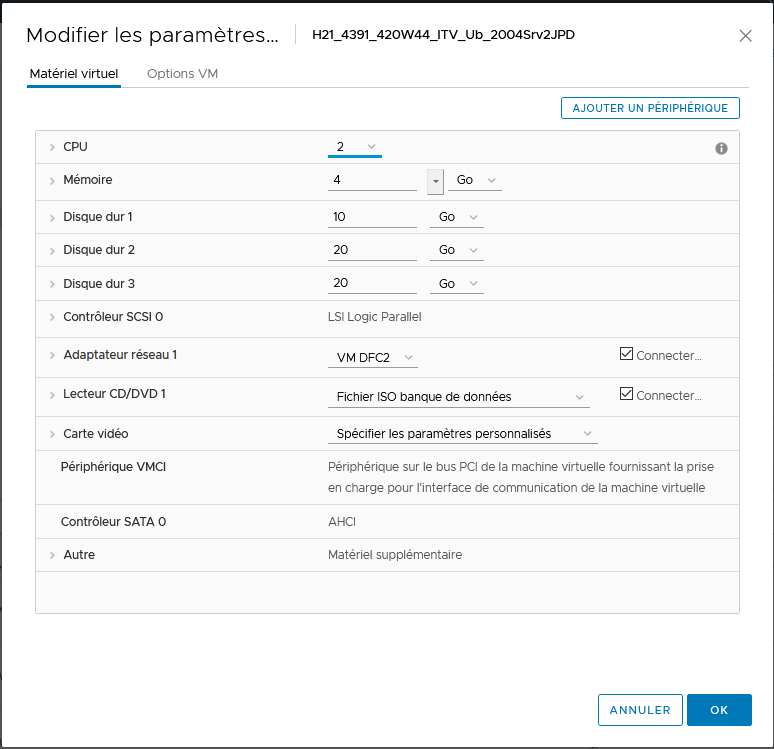 Modifier les paramètres... H21_4391_420W44_ITV_Ub_2004Srv2JPD
Matériel virtuel Options VM
AJOUTER UN PÉRIPHÉRIQUE
CPU 2
Mémoire 4 Go
Disque dur 1 10 Go
Disque dur 2 20 Go
Disque dur 3 20 Go
Contrôleur SCSI 0 LSI Logic Parallel
Adaptateur réseau 1 VM DFC2 Connecter...
Lecteur CD/DVD 1 Fichier ISO banque de données Connecter...
Carte vidéo Spécifier les paramètres personnalisés
Périphérique VMCI Périphérique sur le bus PCI de la machine virtuelle fournissant la prise
en charge pour l'interface de communication de la machine virtuelle
Contrôleur SATA 0 AHCI
Autre Matériel supplémentaire
ANNULER OK